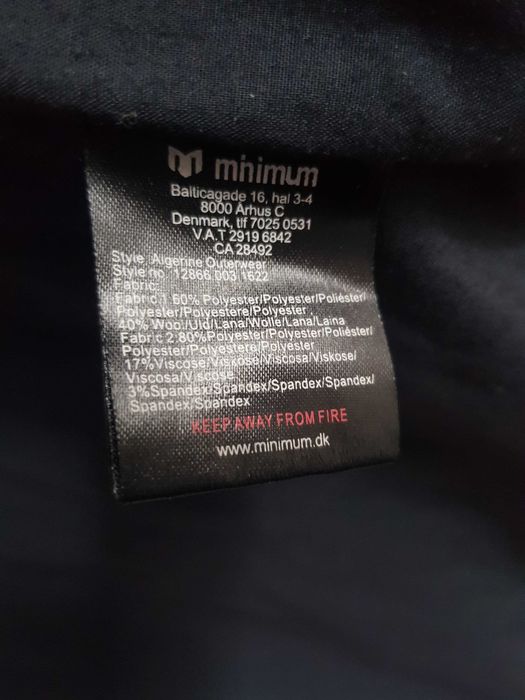 minimum
Balticagade 16, hal 3-4
8000 Århus C
Denmark, tlf 7025 0531
V.A.T 2919 6842
CA 28492
Style: Algerine Outerwear
Style no: 12866 003 1622
Fabric:
Fabric 1:60% Polyester/Polyester/Poliéster/
Polyester/Polyestere/Polyester ,
40% Wool/Uld/Lana/Wolle/Lana/Laina
Fabric 2:80%Polyester/Polyester/Poliéster/
Polyester/Polyestere/Polyester
17%Viscose/Viskose/Viscosa/Viskose/
Viscosa/Viscose
3%Spandex/Spandex/Spandex/Spandex/
Spandex/Spandex
KEEP AWAY FROM FIRE
www.minimum.dk